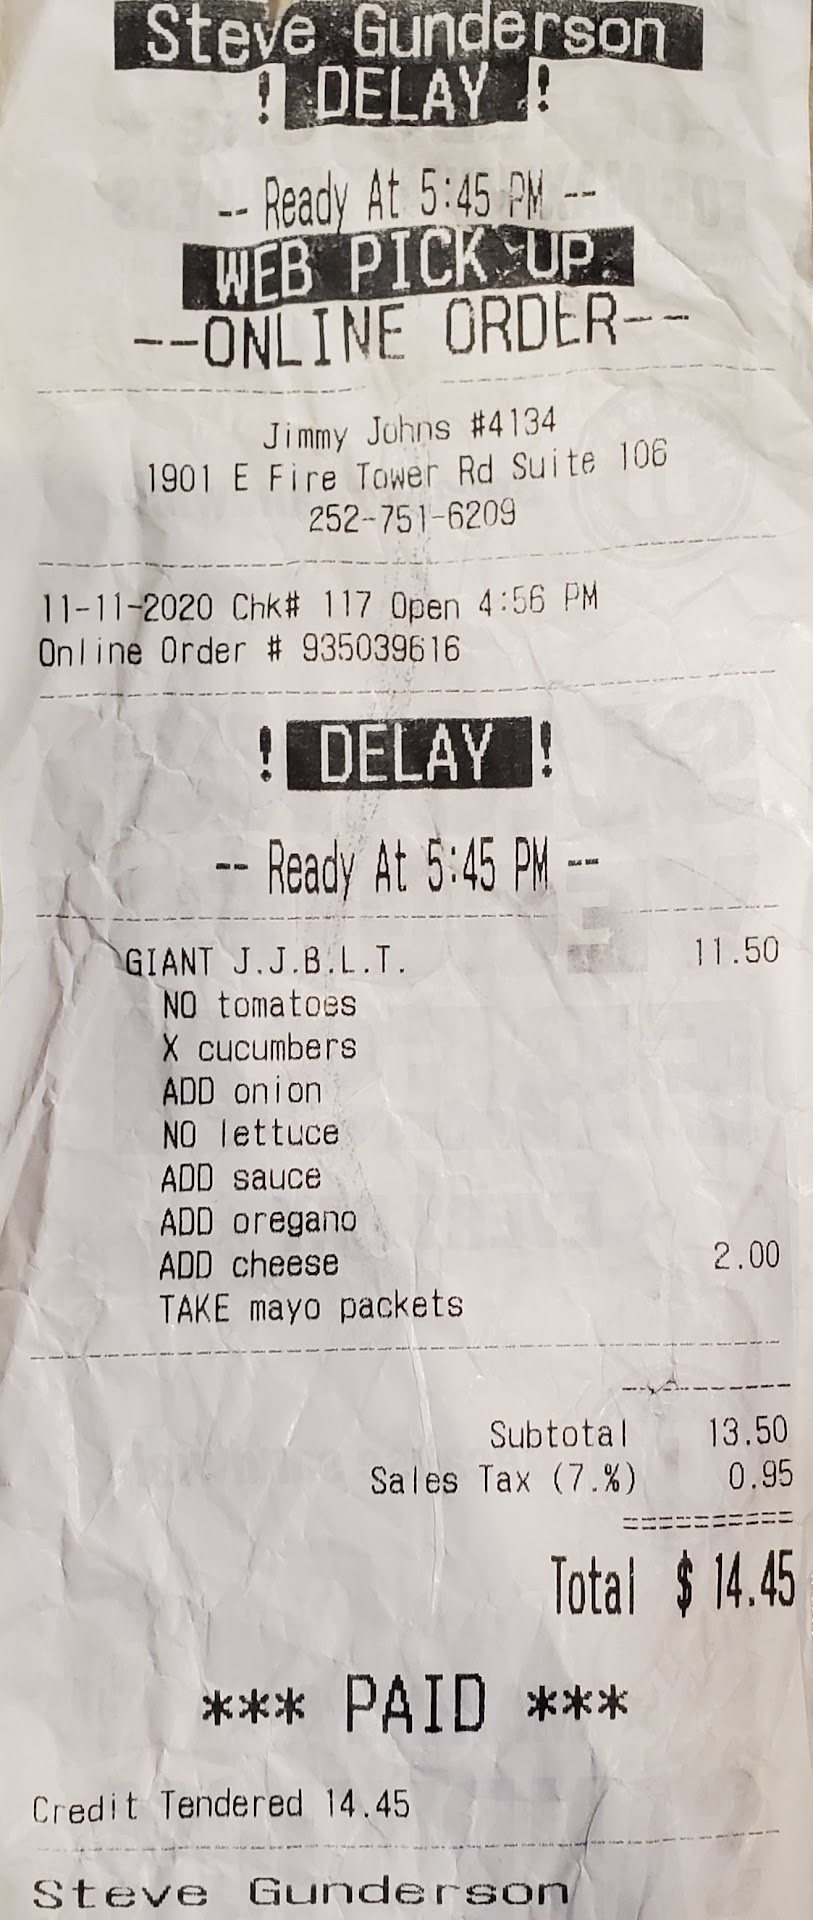 Steve Gunderson
! DELAY !
-- Ready At 5:45 PM --
WEB PICK UP
--ONLINE ORDER--
Jimmy Johns #4134
1901 E Fire Tower Rd Suite 106
252-751-6209
11-11-2020 Chk# 117 Open 4:56 PM
Online Order # 935039616
! DELAY !
-- Ready At 5:45 PM --
GIANT J.J.B.L.T. 11.50
NO tomatoes
X cucumbers
ADD onion
NO lettuce
ADD sauce
ADD oregano
ADD cheese 2.00
TAKE mayo packets
Subtotal 13.50
Sales Tax (7.%) 0.95
Total $ 14.45
*** PAID ***
Credit Tendered 14.45
Steve Gunderson